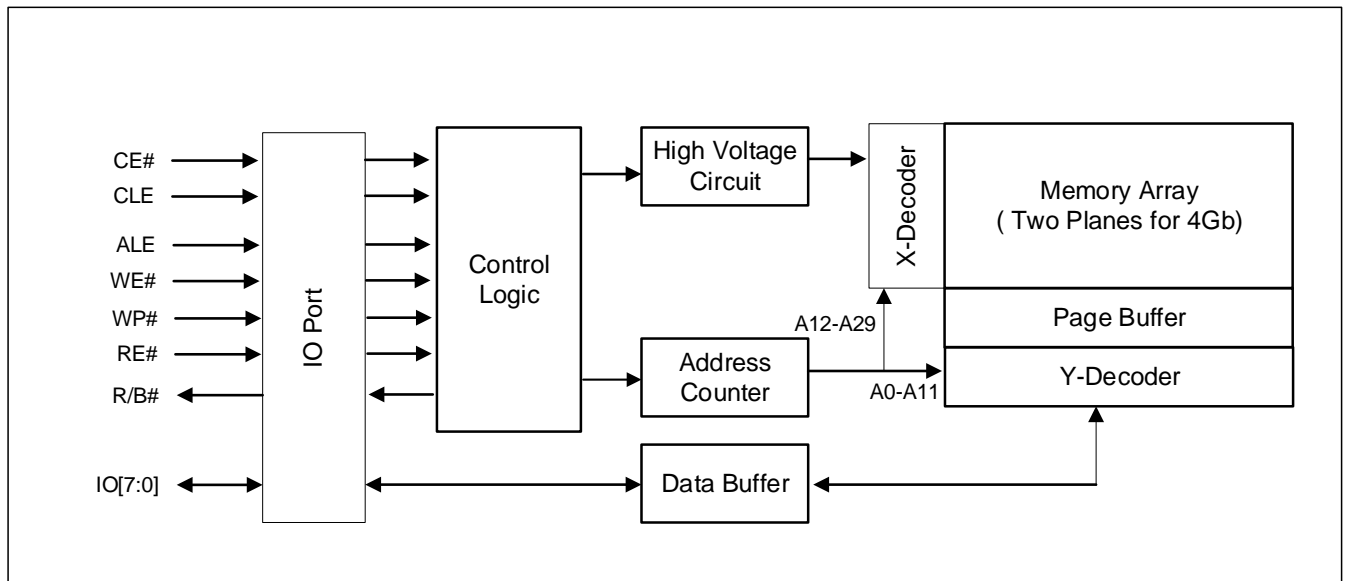 CE#
CLE
ALE
WE#
WP#
RE#
R/B#
IO[7:0]
IO Port
Control
Logic
High Voltage
Circuit
Address
Counter
Data Buffer
A12-A29
A0-A11
X-Decoder
Memory Array
( Two Planes for 4Gb)
Page Buffer
Y-Decoder